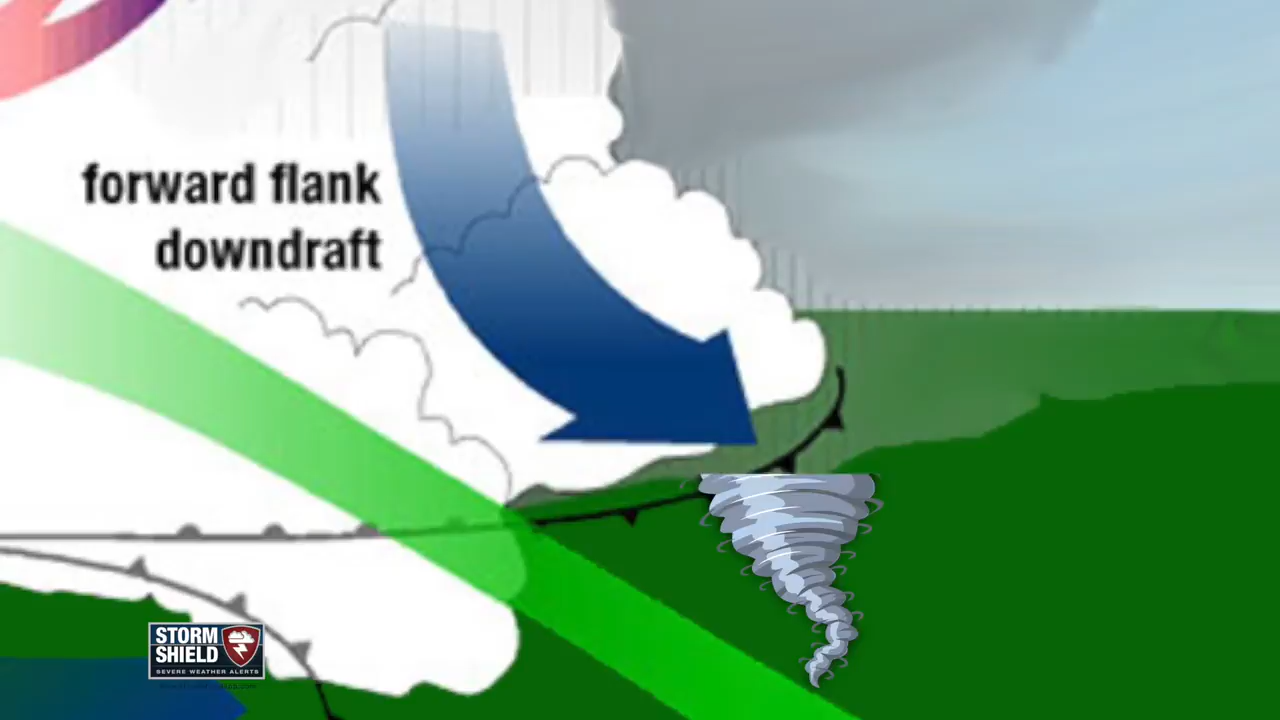 forward flank
downdraft
STORM
SHIELD
SEVERE WEATHER ALERTS